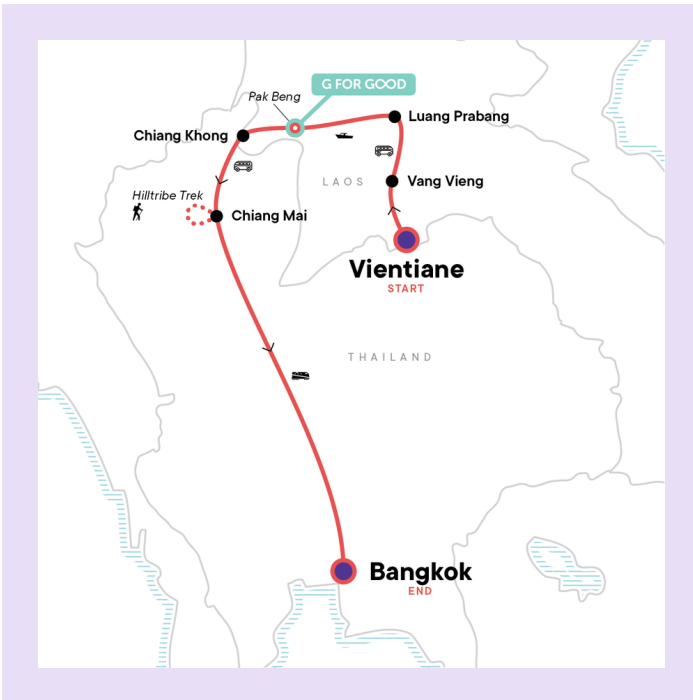 G FOR GOOD
Pak Beng
Luang Prabang
Chiang Khong
LAOS
Vang Vieng
Hilltribe Trek
Chiang Mai
Vientiane
START
THAILAND
Bangkok
END